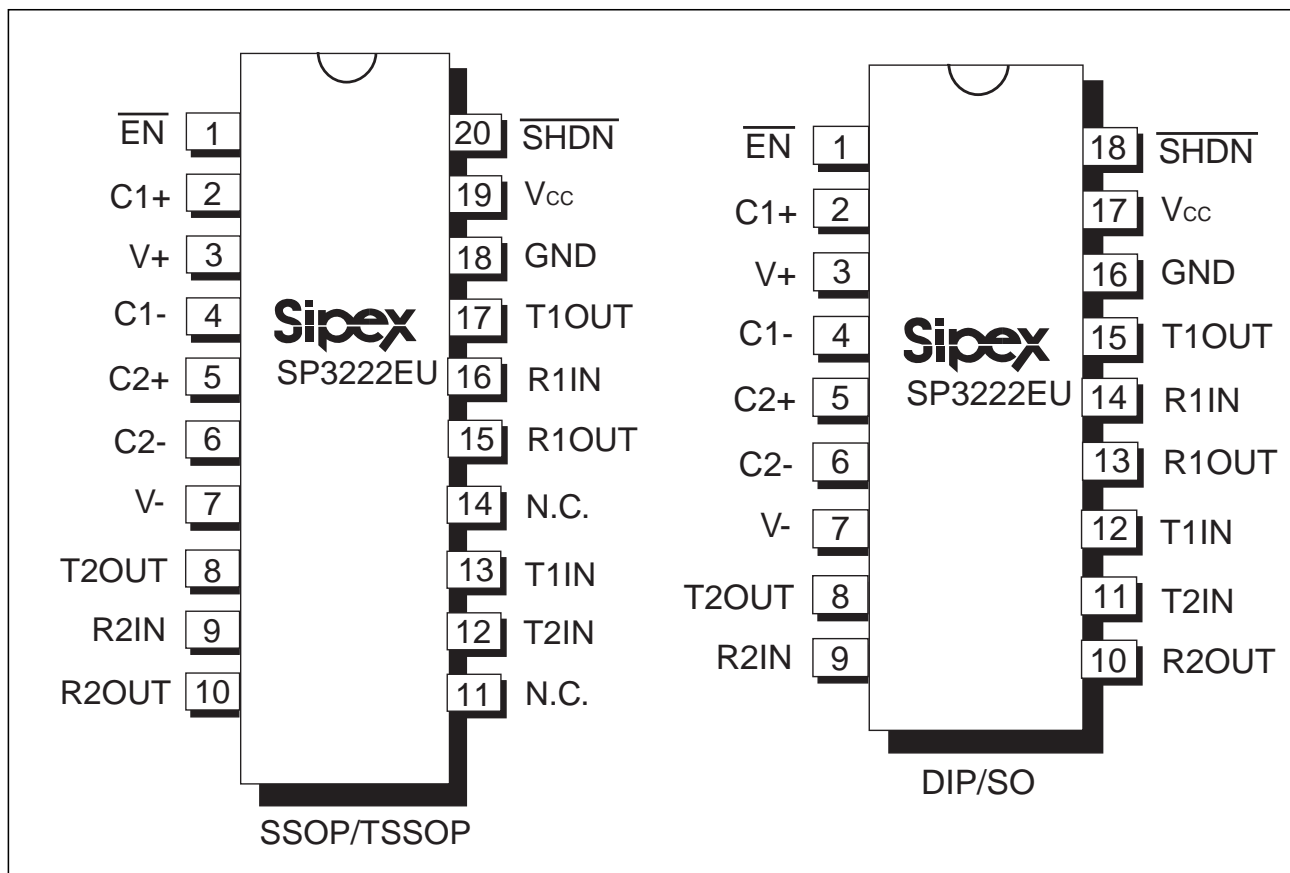 EN 1
C1+ 2
V+ 3
C1- 4
C2+ 5
C2- 6
V- 7
T2OUT 8
R2IN 9
R2OUT 10
Sipex
SP3222EU
20 SHDN
19 Vcc
18 GND
17 T1OUT
16 R1IN
15 R1OUT
14 N.C.
13 T1IN
12 T2IN
11 N.C.
SSOP/TSSOP
EN 1
C1+ 2
V+ 3
C1- 4
C2+ 5
C2- 6
V- 7
T2OUT 8
R2IN 9
Sipex
SP3222EU
18 SHDN
17 Vcc
16 GND
15 T1OUT
14 R1IN
13 R1OUT
12 T1IN
11 T2IN
10 R2OUT
DIP/SO